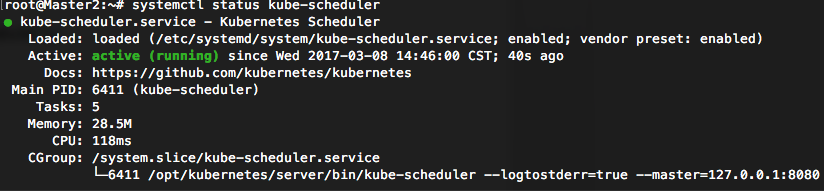 [root@Master2:~# systemctl status kube-scheduler
● kube-scheduler.service - Kubernetes Scheduler
   Loaded: loaded (/etc/systemd/system/kube-scheduler.service; enabled; vendor preset: enabled)
   Active: active (running) since Wed 2017-03-08 14:46:00 CST; 40s ago
     Docs: https://github.com/kubernetes/kubernetes
 Main PID: 6411 (kube-scheduler)
    Tasks: 5
   Memory: 28.5M
      CPU: 118ms
   CGroup: /system.slice/kube-scheduler.service
           └─6411 /opt/kubernetes/server/bin/kube-scheduler --logtostderr=true --master=127.0.0.1:8080